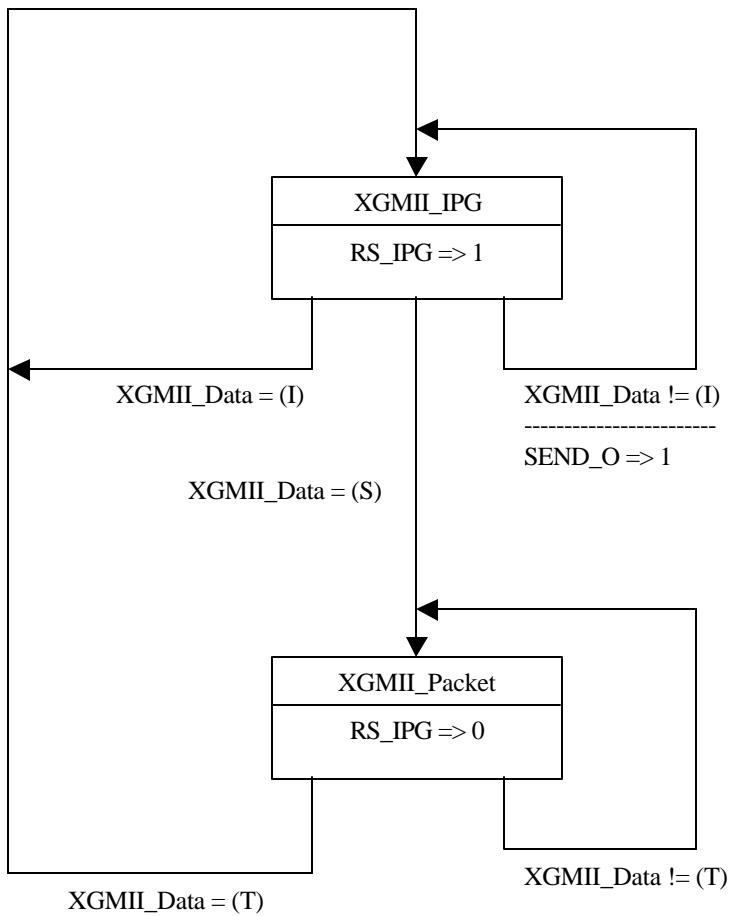 XGMII_IPG
RS_IPG => 1
XGMII_Data = (I)
XGMII_Data != (I)
------------------------
SEND_O => 1
XGMII_Data = (S)
XGMII_Packet
RS_IPG => 0
XGMII_Data != (T)
XGMII_Data = (T)